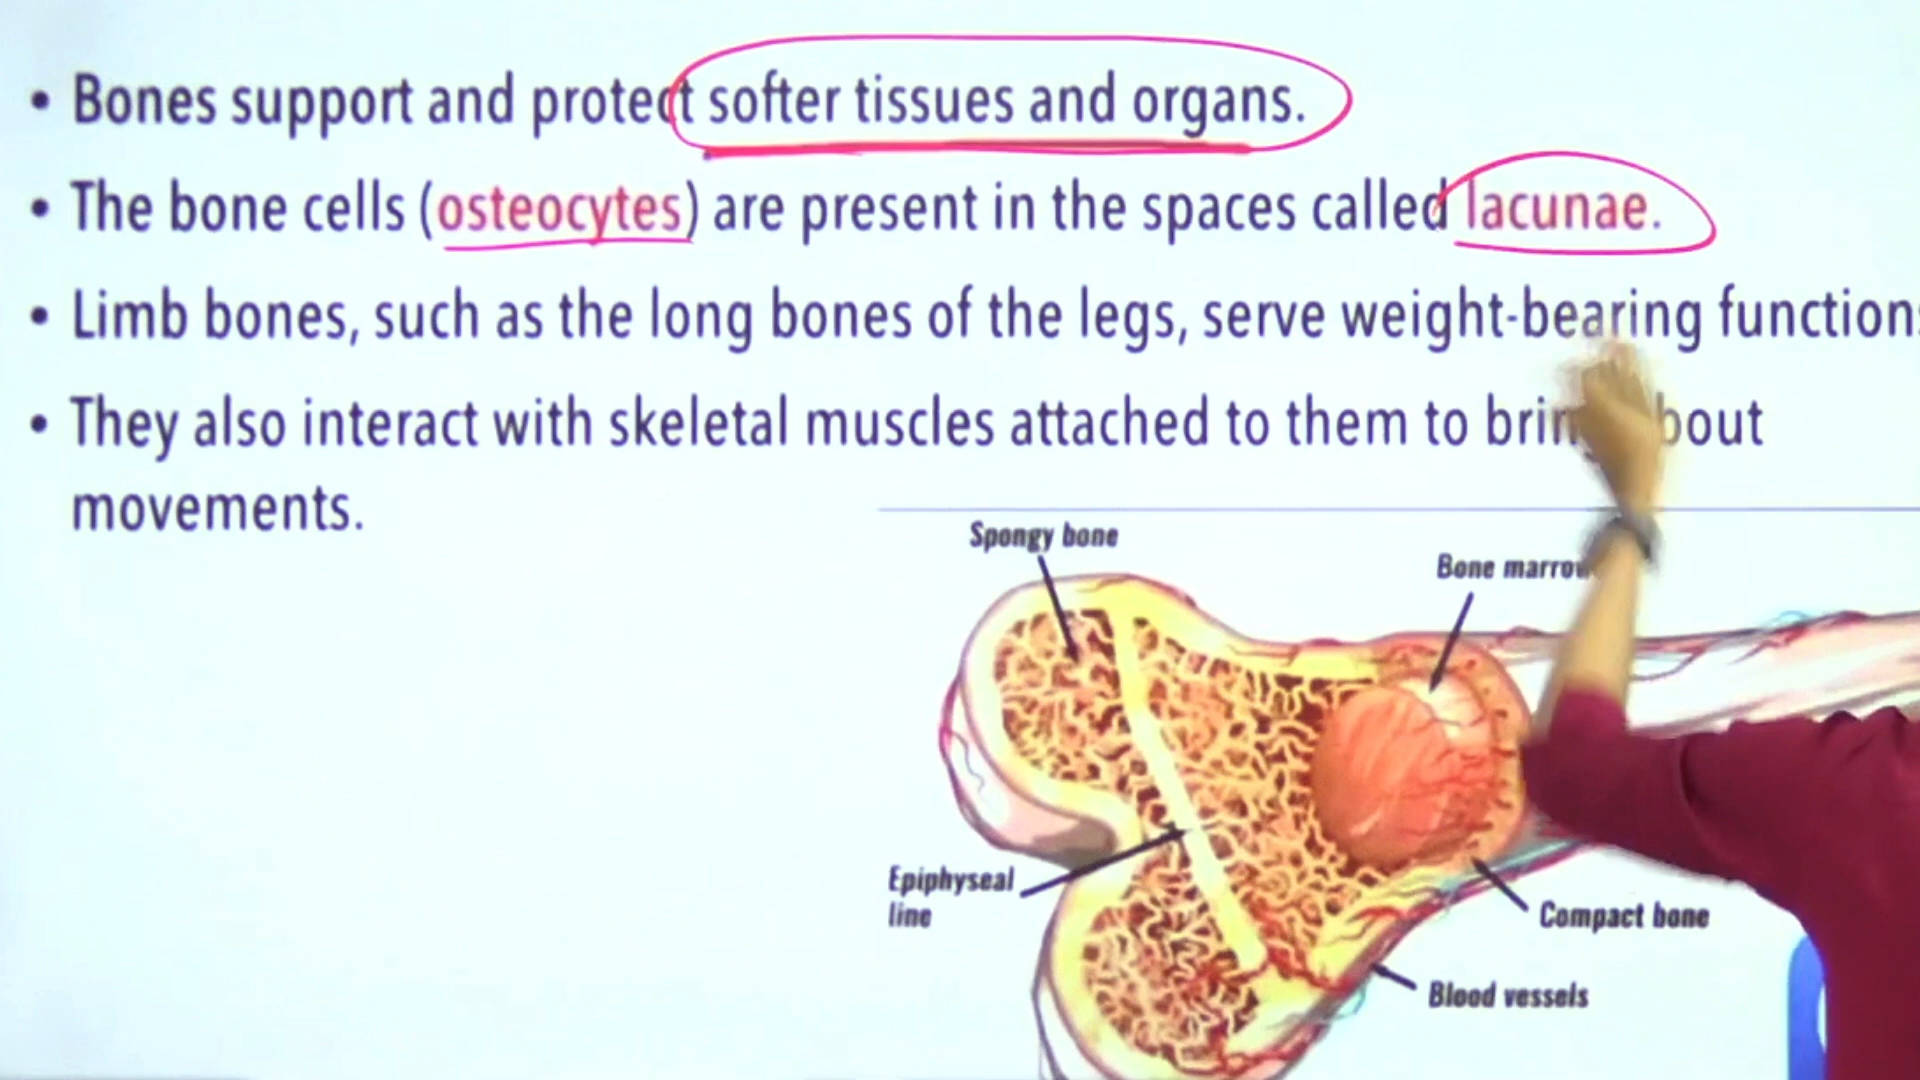 • Bones support and protect softer tissues and organs.
• The bone cells (osteocytes) are present in the spaces called lacunae.
• Limb bones, such as the long bones of the legs, serve weight-bearing function
• They also interact with skeletal muscles attached to them to
movements.
Spongy bone
Bone
Epiphyseal
line
Compact bone
Blood vessels